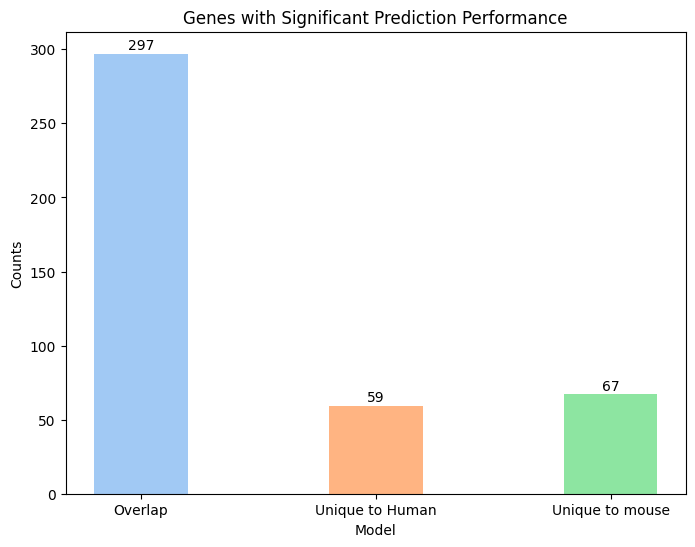 Genes with Significant Prediction Performance
300
250
200
150
100
50
0
Counts
297
59
67
Overlap
Unique to Human
Unique to mouse
Model